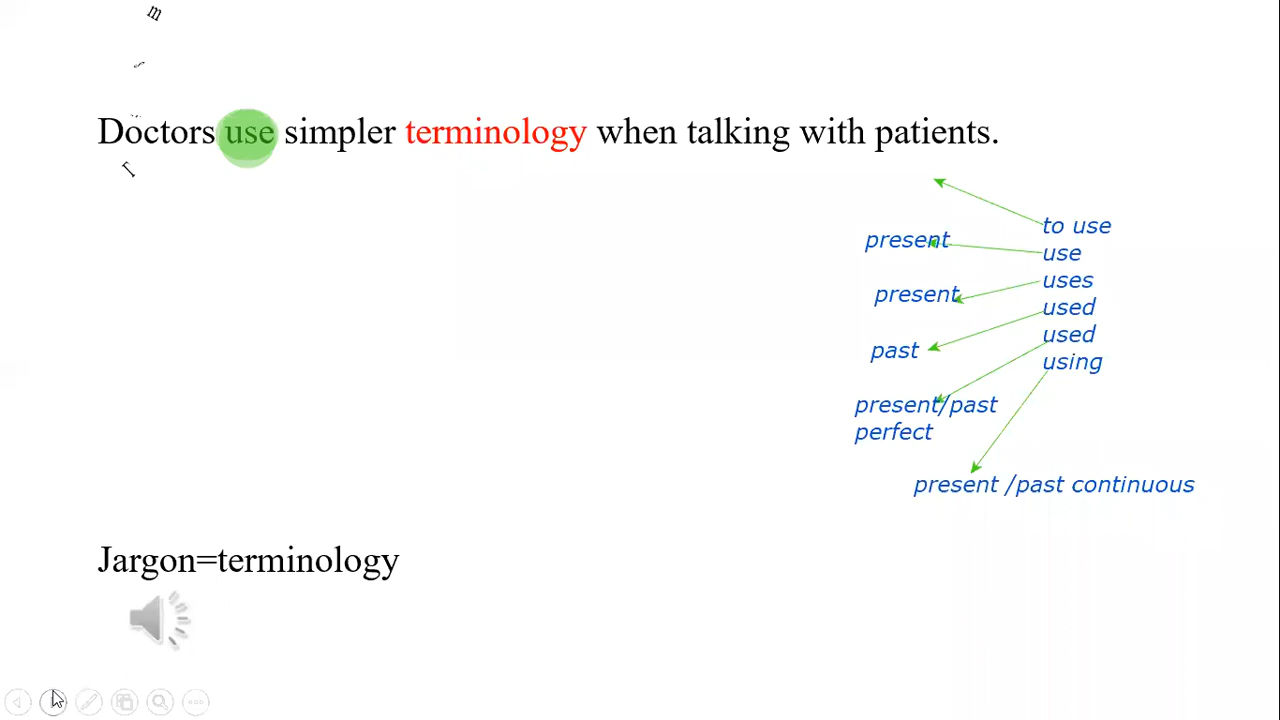 m
Doctors use simpler terminology when talking with patients.
to use
present
use
uses
present
used
used
past
using
present/past
perfect
present /past continuous
Jargon=terminology